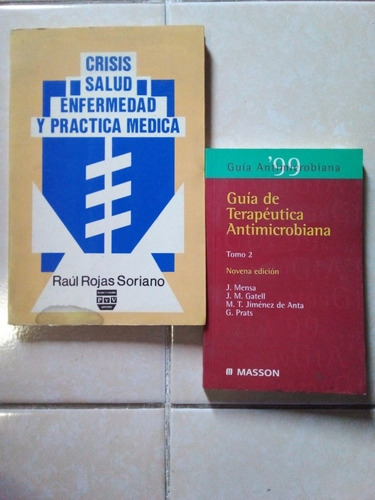 CRISIS
SALUD
ENFERMEDAD
Y PRACTICA MEDICA
Raúl Rojas Soriano
PyV
'99
Guía Antimicrobiana
Guía de
Terapéutica
Antimicrobiana
Tomo 2
Novena edición
J. Mensa
J. M. Gatell
M. T. Jiménez de Anta
G. Prats
MASSON